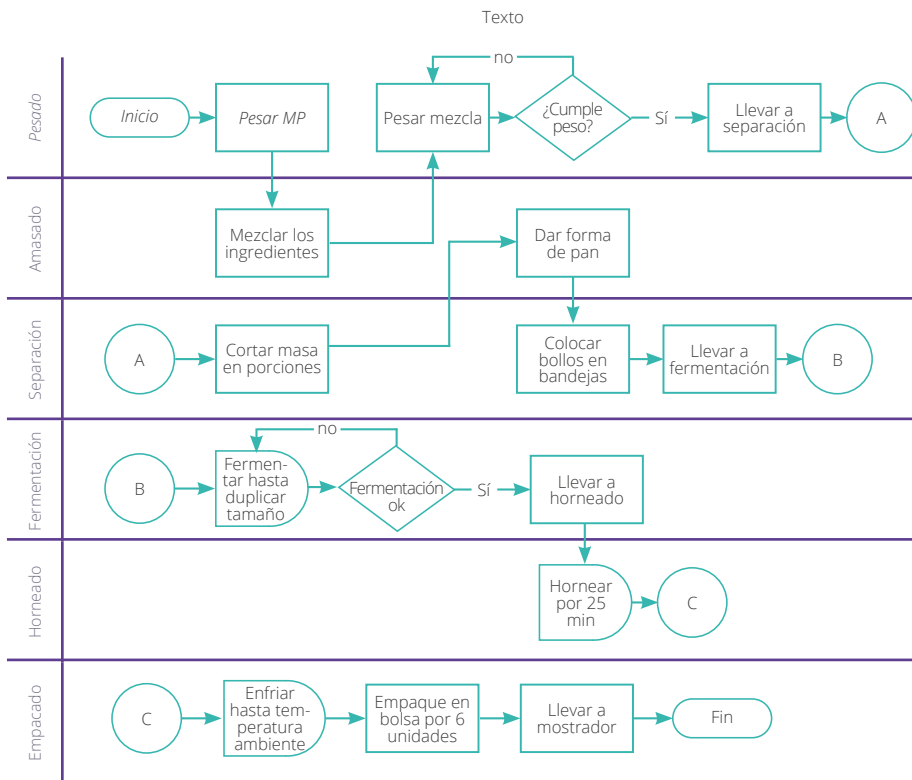 Texto
Pesado
Inicio
Pesar MP
Pesar mezcla
no
¿Cumple
peso?
Sí
Llevar a
separación
A
Amasado
Mezclar los
ingredientes
Dar forma
de pan
Separación
A
Cortar masa
en porciones
Colocar
bollos en
bandejas
Llevar a
fermentación
B
Fermentación
B
Fermen-
tar hasta
duplicar
tamaño
no
Fermentación
ok
Sí
Llevar a
horneado
Horneado
Hornear
por 25
min
C
Empacado
C
Enfriar
hasta tem-
peratura
ambiente
Empaque en
bolsa por 6
unidades
Llevar a
mostrador
Fin